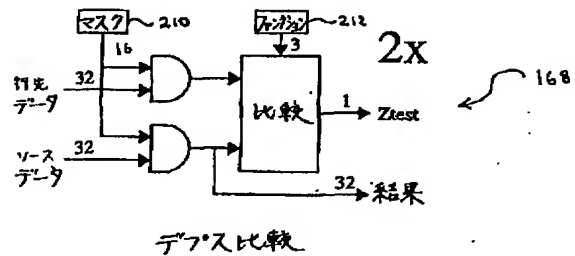 マスク 210
ファンクション 212
16
3
2x
168
32
行先
データ
比較
1
Ztest
32
ソース
データ
32
結果
デプス比較